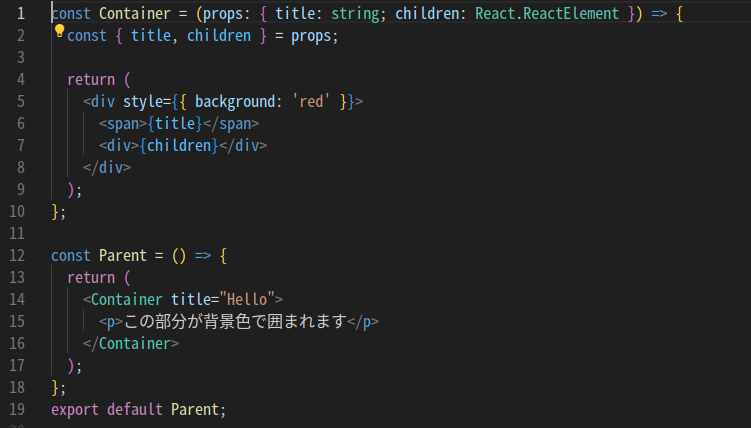 1 const Container = (props: { title: string; children: React.ReactElement }) => {
2 const { title, children } = props;
3
4 return (
5 <div style={{ background: 'red' }}>
6 <span>{title}</span>
7 <div>{children}</div>
8 </div>
9 );
10 };
11
12 const Parent = () => {
13 return (
14 <Container title="Hello">
15 <p>この部分が背景色で囲まれます</p>
16 </Container>
17 );
18 };
19 export default Parent;